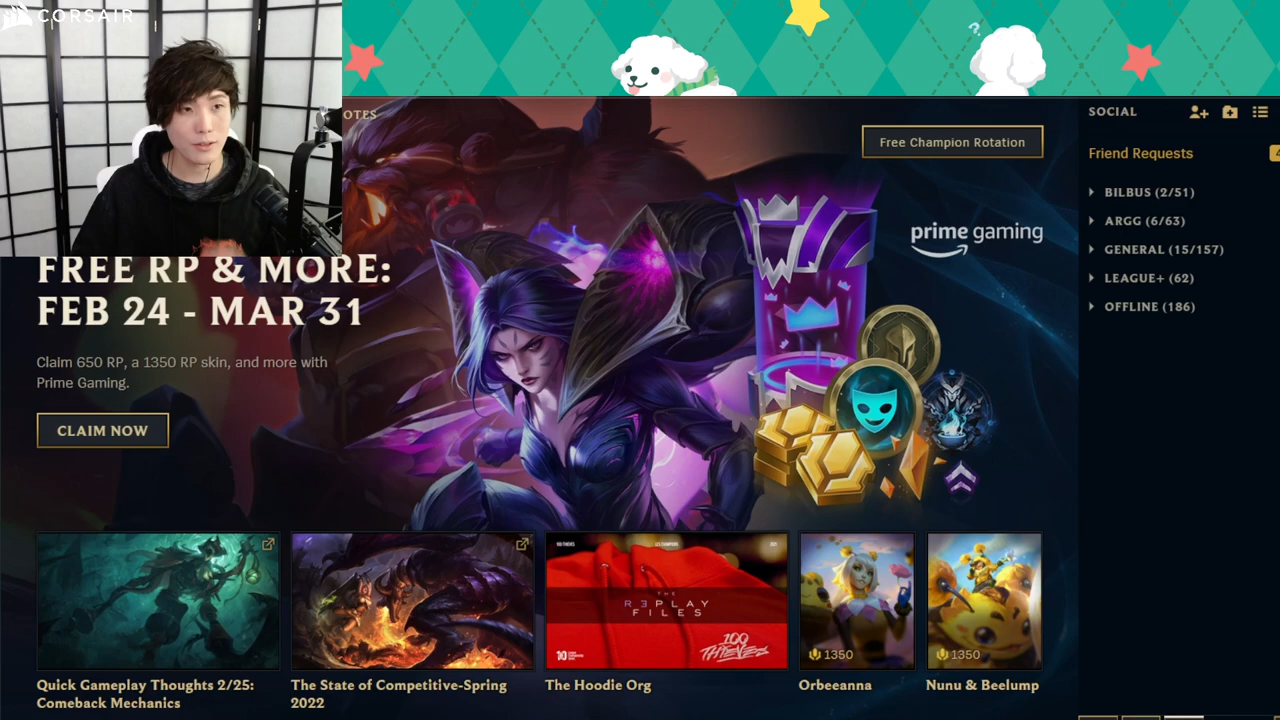 CORSAIR
OTES
Free Champion Rotation
prime gaming
FREE RP & MORE:
FEB 24 - MAR 31
Claim 650 RP, a 1350 RP skin, and more with
Prime Gaming.
CLAIM NOW
THE
REPLAY
FILES
100
THIEVES
1350
1350
Quick Gameplay Thoughts 2/25:
Comeback Mechanics
The State of Competitive-Spring
2022
The Hoodie Org
Orbeeanna
Nunu & Beelump
SOCIAL
Friend Requests
BILBUS (2/51)
ARGG (6/63)
GENERAL (15/157)
LEAGUE+ (62)
OFFLINE (186)